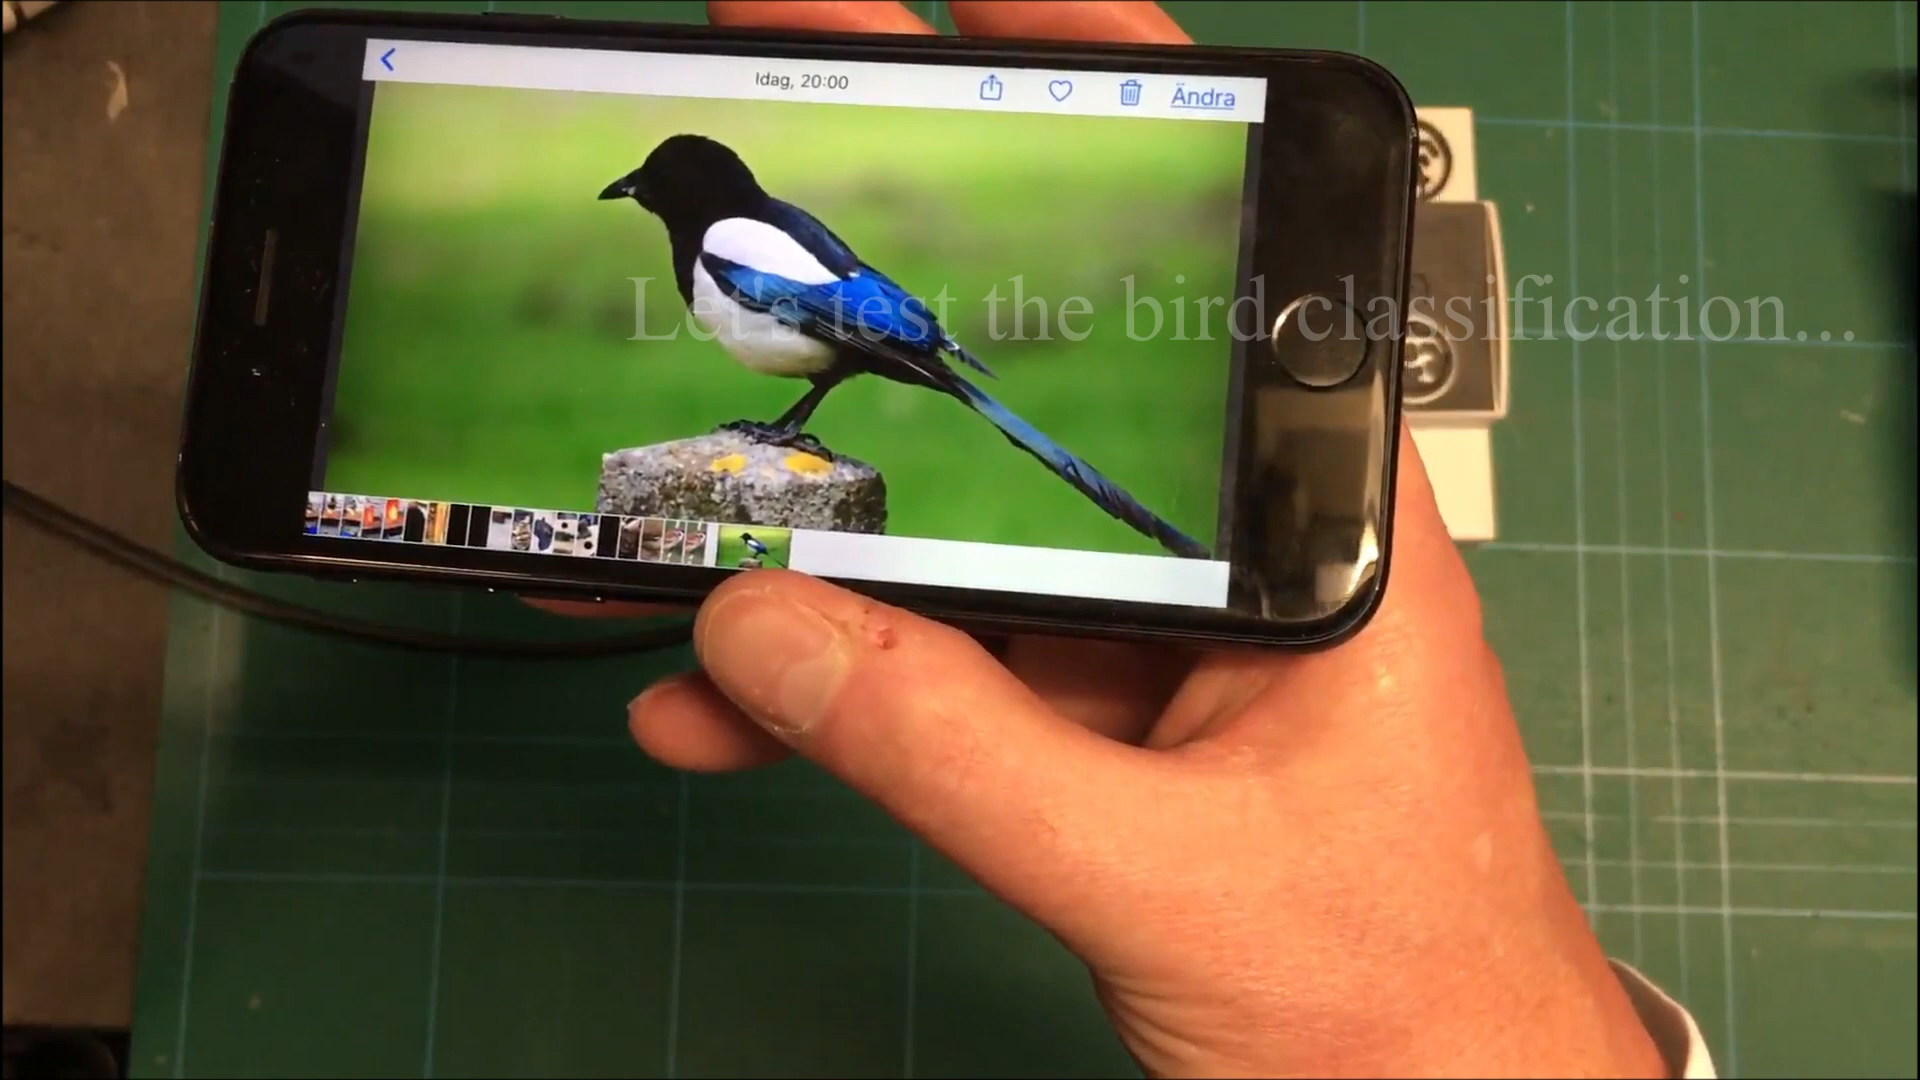 Idag, 20:00
Ändra
Let's test the bird classification...